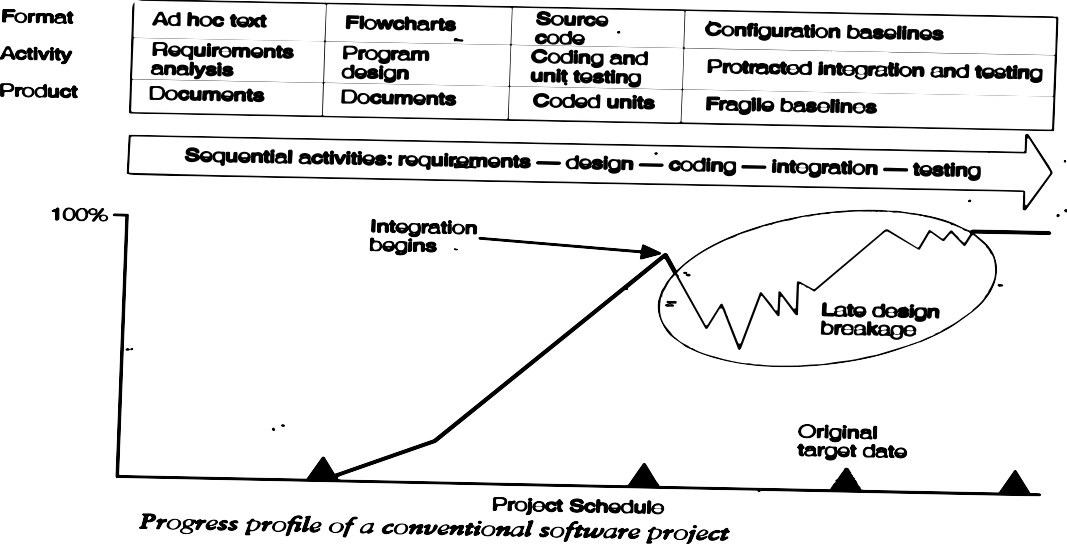 Format Ad hoc text Flowcharts Source code Configuration baselines
Activity Requirements analysis Program design Coding and unit testing Protracted integration and testing
Product Documents Documents Coded units Fragile baselines
Sequential activities: requirements — design — coding — integration — testing
100%
Integration
begins
Late design
breakage
Original
target date
Project Schedule
Progress profile of a conventional software project